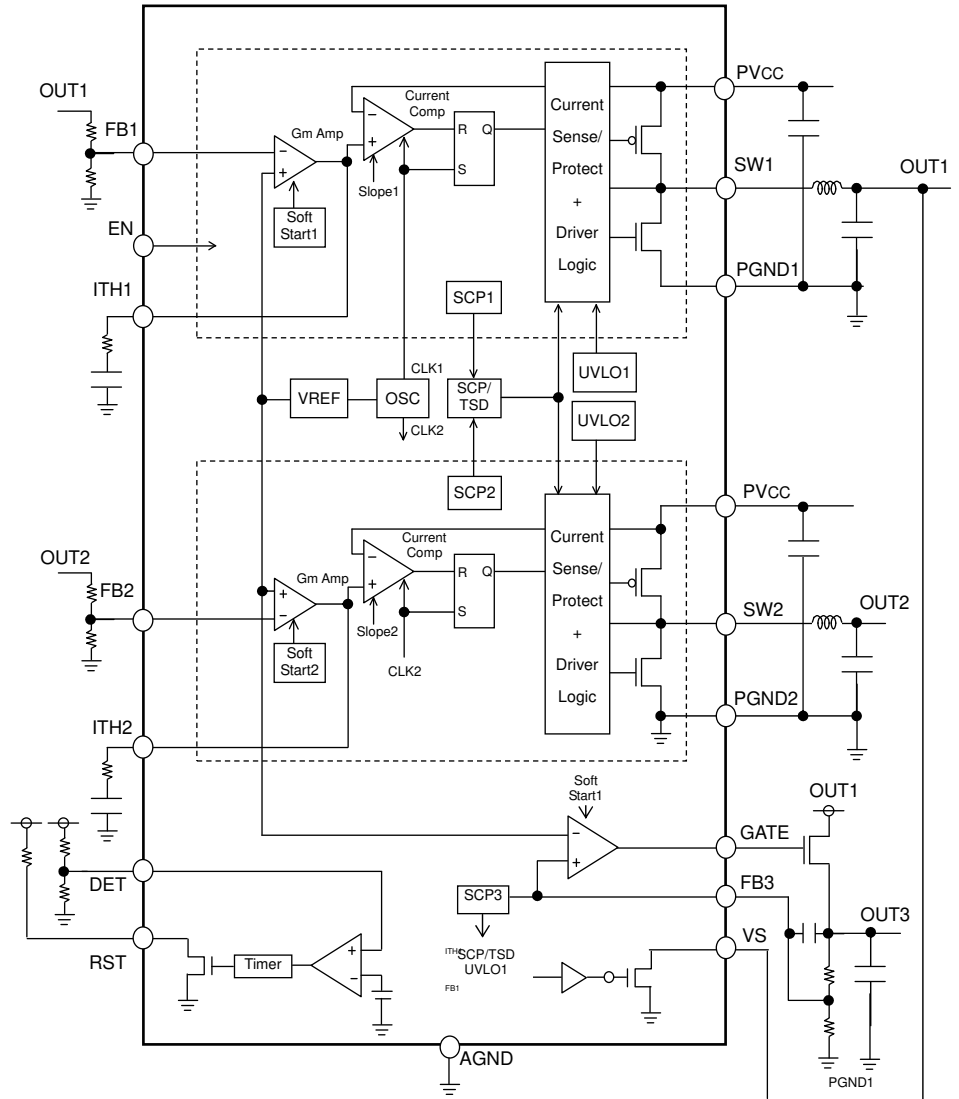 OUT1
FB1
EN
ITH1
Gm Amp
Soft
Start1
Current
Comp
Slope1
R
Q
S
Current
Sense/
Protect
+
Driver
Logic
PVCC
SW1
OUT1
PGND1
SCP1
SCP/
TSD
SCP2
UVLO1
UVLO2
VREF
OSC
CLK1
CLK2
OUT2
FB2
ITH2
Gm Amp
Soft
Start2
Current
Comp
Slope2
CLK2
R
Q
S
Current
Sense/
Protect
+
Driver
Logic
PVCC
SW2
OUT2
PGND2
Soft
Start1
OUT1
GATE
FB3
OUT3
VS
SCP3
SCP/TSD
UVLO1
FB1
DET
RST
Timer
AGND
PGND1